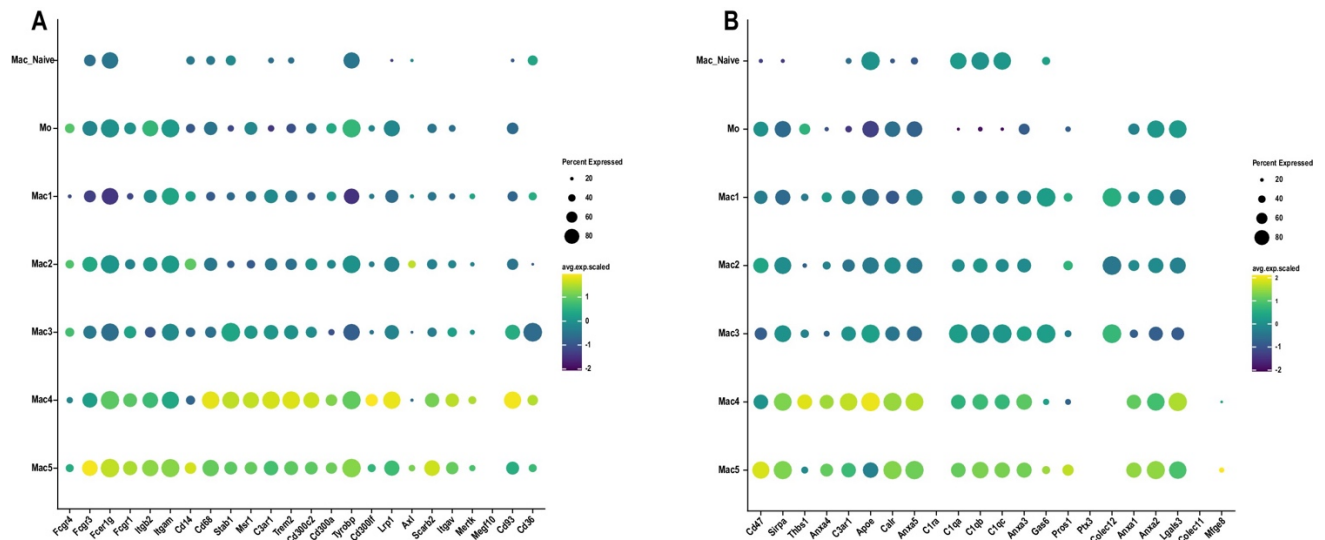 A
Mac_Naive
Mo
Mac1
Mac2
Mac3
Mac4
Mac5
Fcgr4
Fcgr3
Fcer1g
Fcgr1
Itgb2
Itgam
Cd14
Cd68
Stab1
Msr1
C3ar1
Trem2
Cd300c2
Cd300a
Tyrobp
Cd300lf
Lrp1
Axl
Scarb2
Itgav
Mertk
Megf10
Cd93
Cd36
Percent Expressed
20
40
60
80
avg.exp.scaled
1
0
-1
-2
B
Mac_Naive
Mo
Mac1
Mac2
Mac3
Mac4
Mac5
Cd47
Sirpa
Thbs1
Anxa4
C3ar1
Apoe
Calr
Anxa5
C1ra
C1qa
C1qb
C1qc
Anxa3
Gas6
Pros1
Ptx3
Colec12
Anxa1
Anxa2
Lgals3
Colec11
Mfge8
Percent Expressed
20
40
60
80
avg.exp.scaled
2
1
0
-1
-2